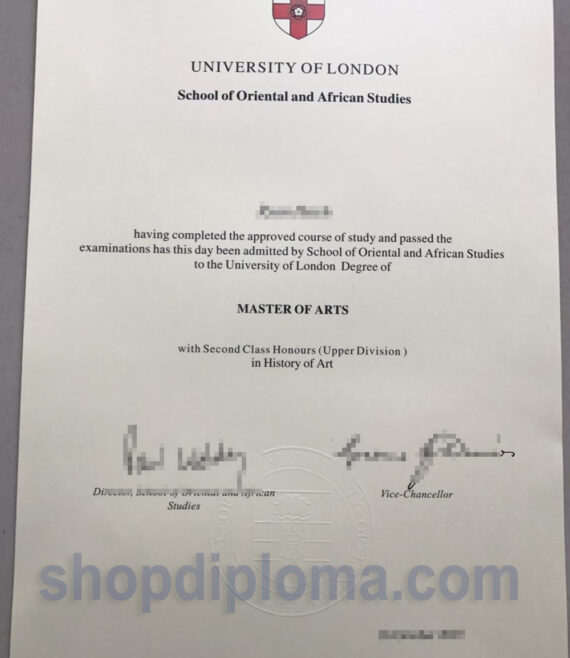 UNIVERSITY OF LONDON
School of Oriental and African Studies
having completed the approved course of study and passed the
examinations has this day been admitted by School of Oriental and African Studies
to the University of London Degree of
MASTER OF ARTS
with Second Class Honours (Upper Division )
in History of Art
Director, School of Oriental and African
Studies
Vice-Chancellor
shopdiploma.com